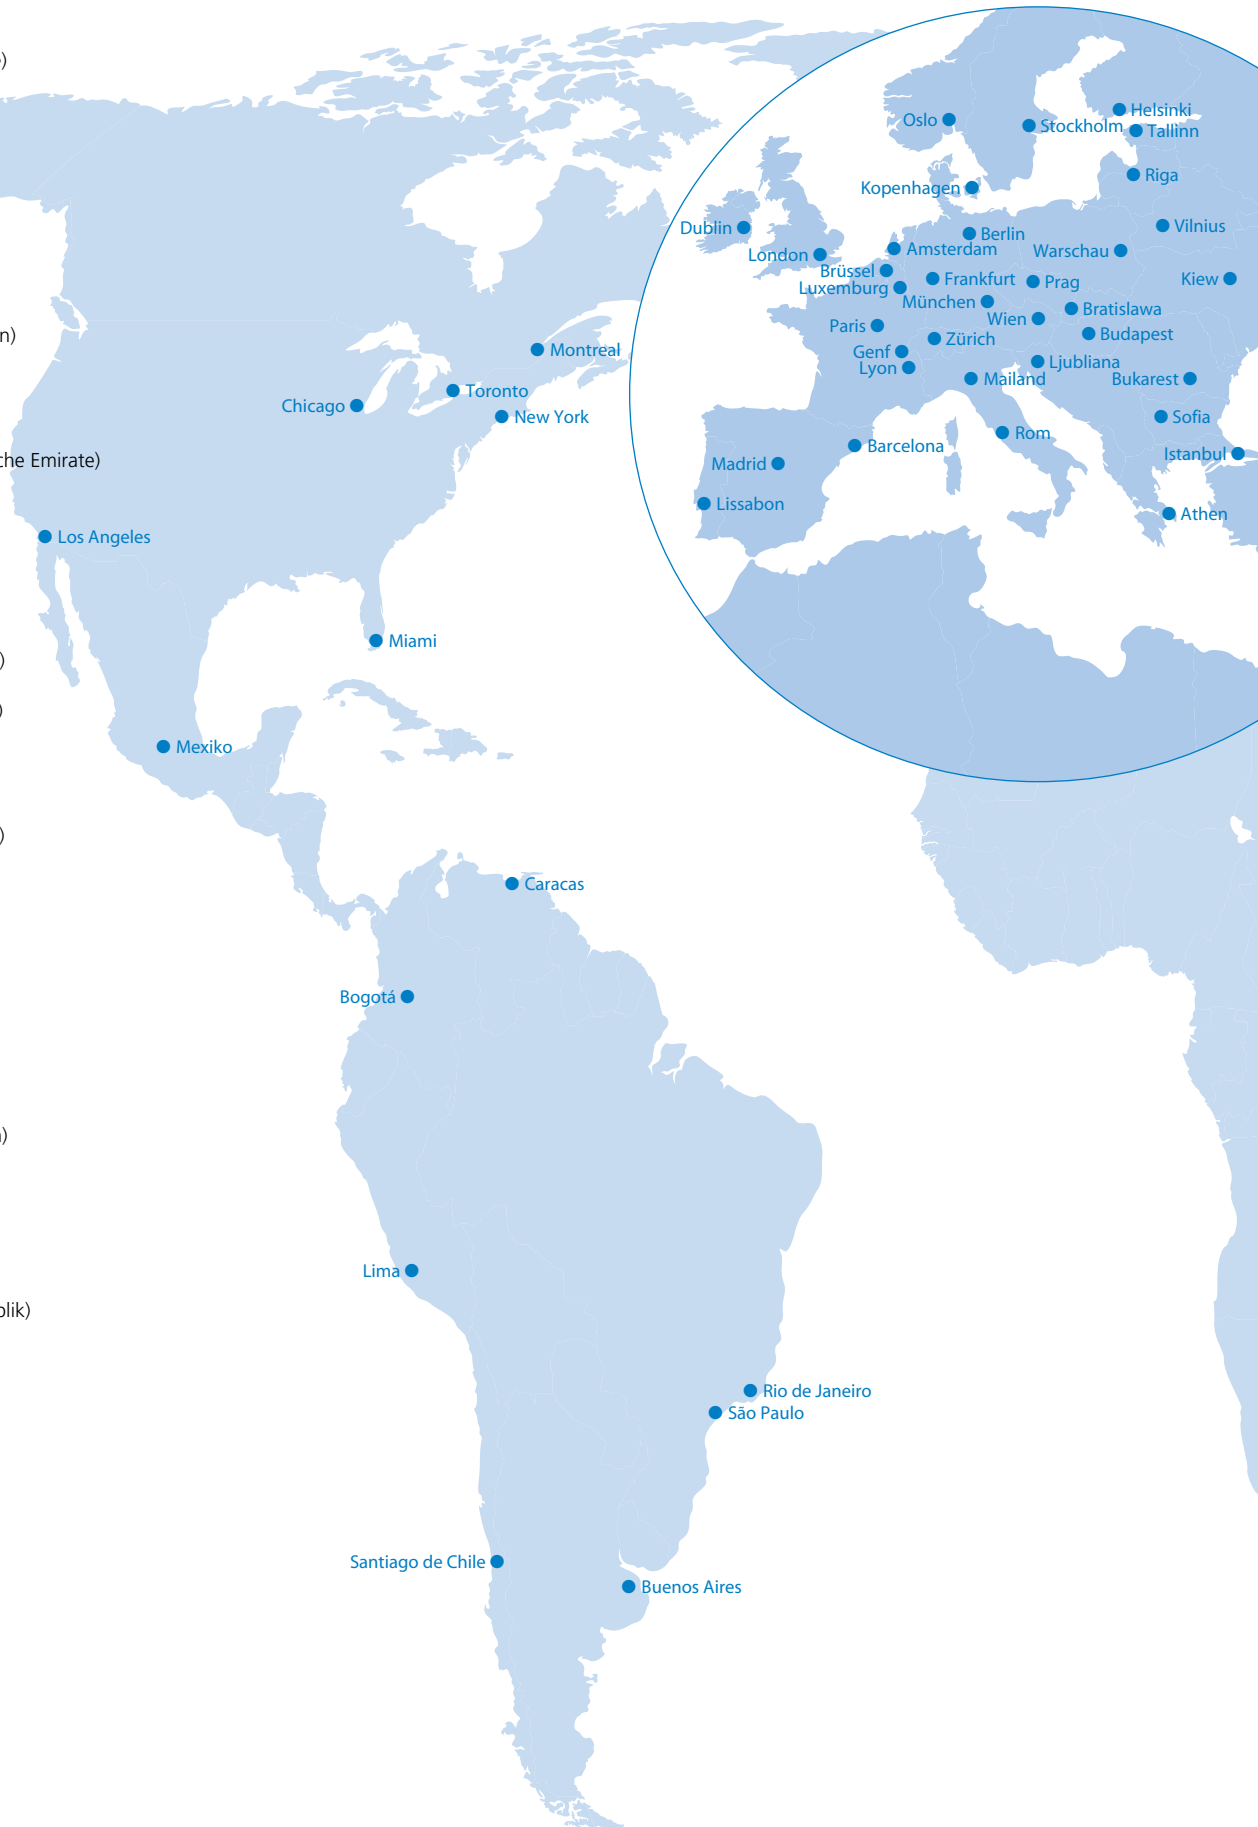 )
n)
che Emirate)
)
)
)
)
blik)
Oslo
Helsinki
Stockholm
Tallinn
Riga
Kopenhagen
Dublin
Berlin
Vilnius
London
Amsterdam
Warschau
Brüssel
Frankfurt
Prag
Kiew
Luxemburg
München
Bratislawa
Wien
Paris
Zürich
Budapest
Genf
Ljubliana
Lyon
Mailand
Bukarest
Sofia
Rom
Barcelona
Istanbul
Madrid
Lissabon
Athen
Montreal
Toronto
Chicago
New York
Los Angeles
Miami
Mexiko
Caracas
Bogotá
Lima
Rio de Janeiro
São Paulo
Santiago de Chile
Buenos Aires